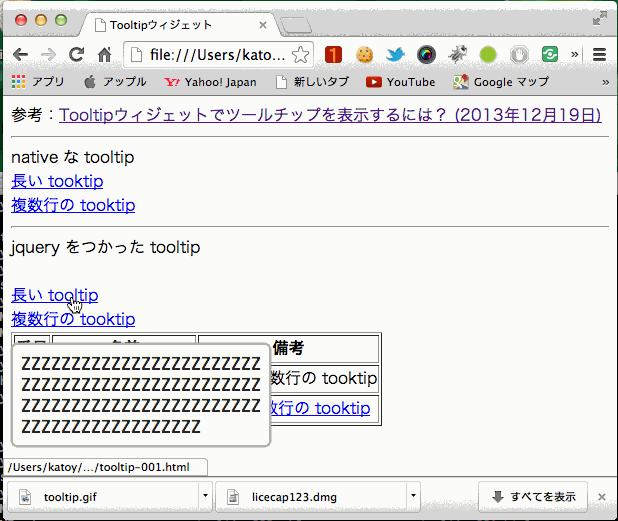 Tooltipウィジェット
file:///Users/katoy/…
アプリ アップル Yahoo! Japan 新しいタブ YouTube Google マップ »
参考：Tooltipウィジェットでツールチップを表示するには？ (2013年12月19日)
native な tooltip
長い tooktip
複数行の tooktip
jquery をつかった tooltip
長い tooltip
複数行の tooktip
備考
ZZZZZZZZZZZZZZZZZZZZZZZZ
ZZZZZZZZZZZZZZZZZZZZZZZZ
数行の tooktip
ZZZZZZZZZZZZZZZZZZZZZZZZ
数行の tooktip
ZZZZZZZZZZZZZZZZZZ
/Users/katoy/…/tooltip-001.html
tooltip.gif licecap123.dmg すべてを表示